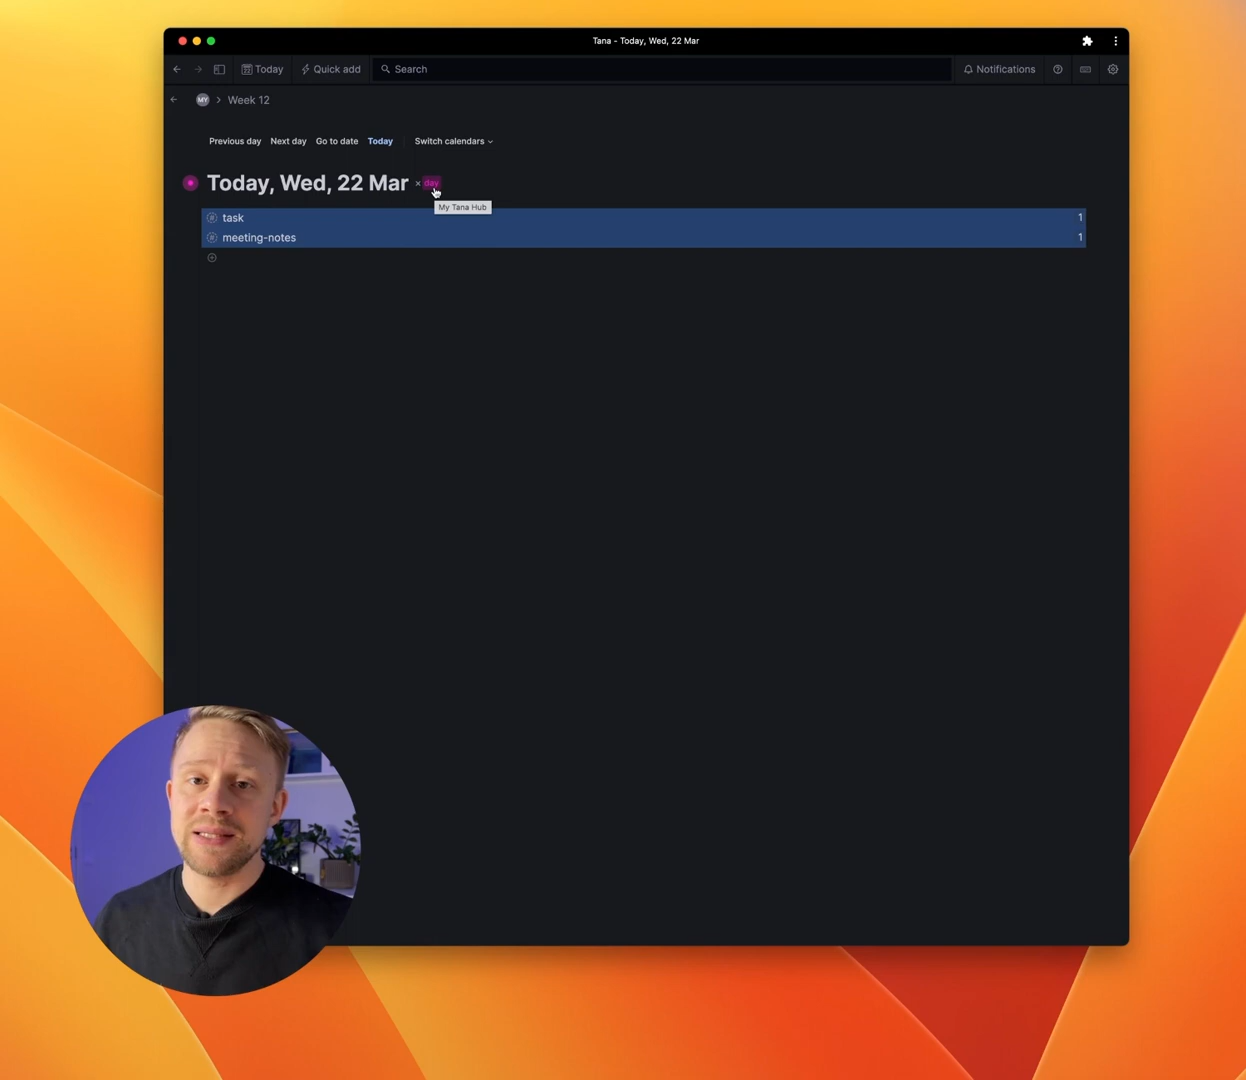 Tana - Today, Wed, 22 Mar
Today
Quick add
Search
Notifications
MY > Week 12
Previous day Next day Go to date Today Switch calendars
Today, Wed, 22 Mar × day
My Tana Hub
# task 1
# meeting-notes 1